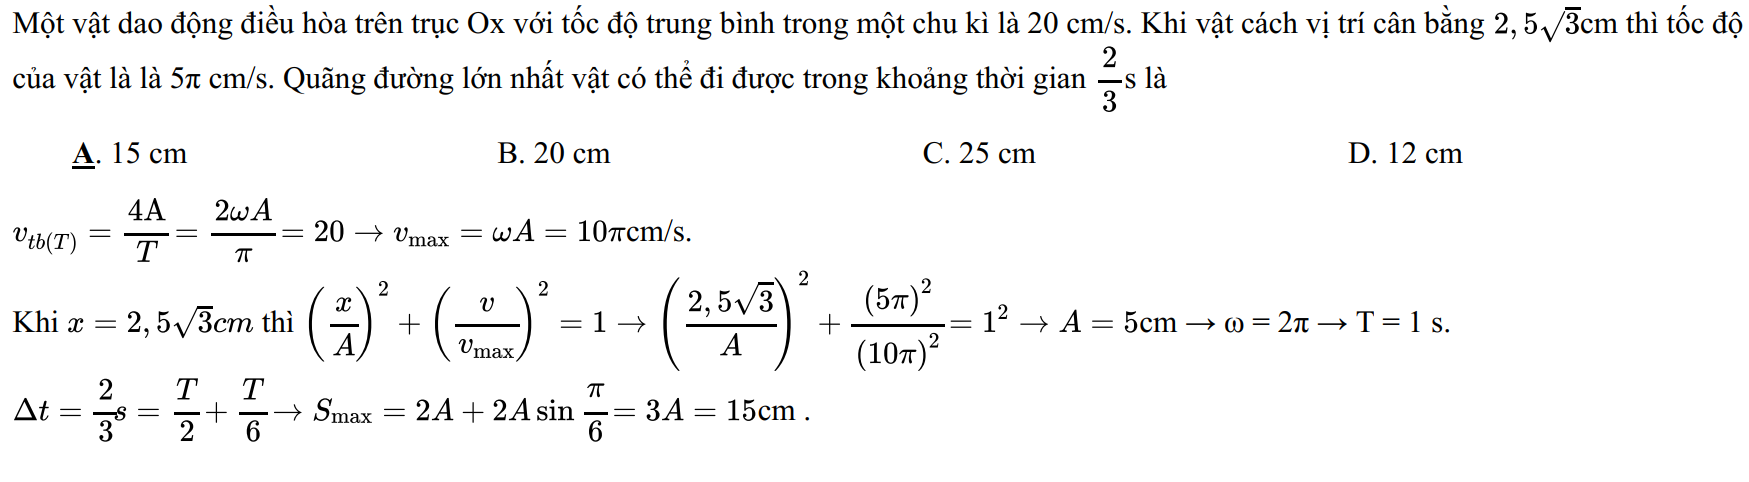 Một vật dao động điều hòa trên trục Ox với tốc độ trung bình trong một chu kì là 20 cm/s. Khi vật cách vị trí cân bằng $2,5\sqrt{3}$cm thì tốc độ
của vật là là 5π cm/s. Quãng đường lớn nhất vật có thể đi được trong khoảng thời gian $\frac{2}{3}$s là
A. 15 cm B. 20 cm C. 25 cm D. 12 cm
$v_{tb(T)} = \frac{4A}{T} = \frac{2\omega A}{\pi} = 20 \rightarrow v_{\max} = \omega A = 10\pi$cm/s.
Khi $x = 2,5\sqrt{3}cm$ thì $\left(\frac{x}{A}\right)^2 + \left(\frac{v}{v_{\max}}\right)^2 = 1 \rightarrow \left(\frac{2,5\sqrt{3}}{A}\right)^2 + \frac{(5\pi)^2}{(10\pi)^2} = 1^2 \rightarrow A = 5$cm → ω = 2π → T = 1 s.
$\Delta t = \frac{2}{3}s = \frac{T}{2} + \frac{T}{6} \rightarrow S_{\max} = 2A + 2A\sin\frac{\pi}{6} = 3A = 15$cm .